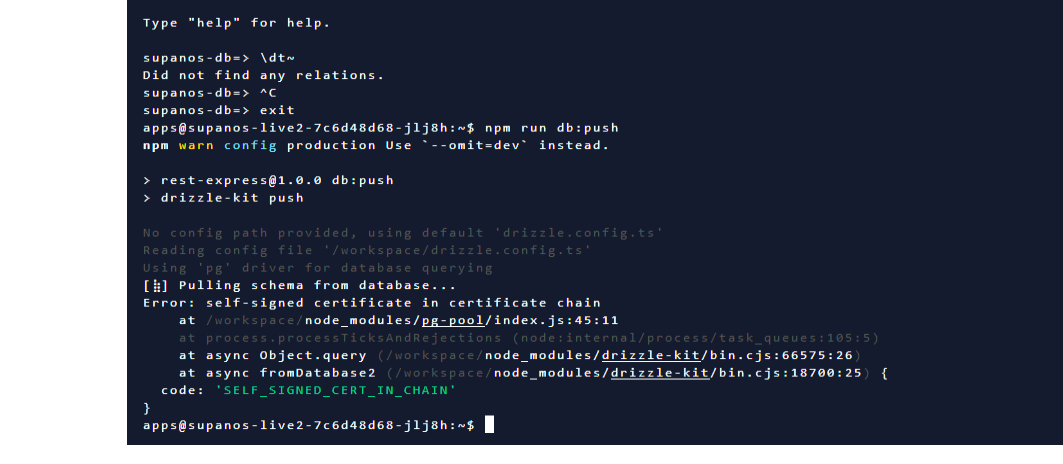 Type "help" for help.
supanos-db=> \dt~
Did not find any relations.
supanos-db=> ^C
supanos-db=> exit
apps@supanos-live2-7c6d48d68-jlj8h:~$ npm run db:push
npm warn config production Use `--omit=dev` instead.
> rest-express@1.0.0 db:push
> drizzle-kit push
No config path provided, using default 'drizzle.config.ts'
Reading config file '/workspace/drizzle.config.ts'
Using 'pg' driver for database querying
[⣷] Pulling schema from database...
Error: self-signed certificate in certificate chain
    at /workspace/node_modules/pg-pool/index.js:45:11
    at process.processTicksAndRejections (node:internal/process/task_queues:105:5)
    at async Object.query (/workspace/node_modules/drizzle-kit/bin.cjs:66575:26)
    at async fromDatabase2 (/workspace/node_modules/drizzle-kit/bin.cjs:18700:25) {
  code: 'SELF_SIGNED_CERT_IN_CHAIN'
}
apps@supanos-live2-7c6d48d68-jlj8h:~$